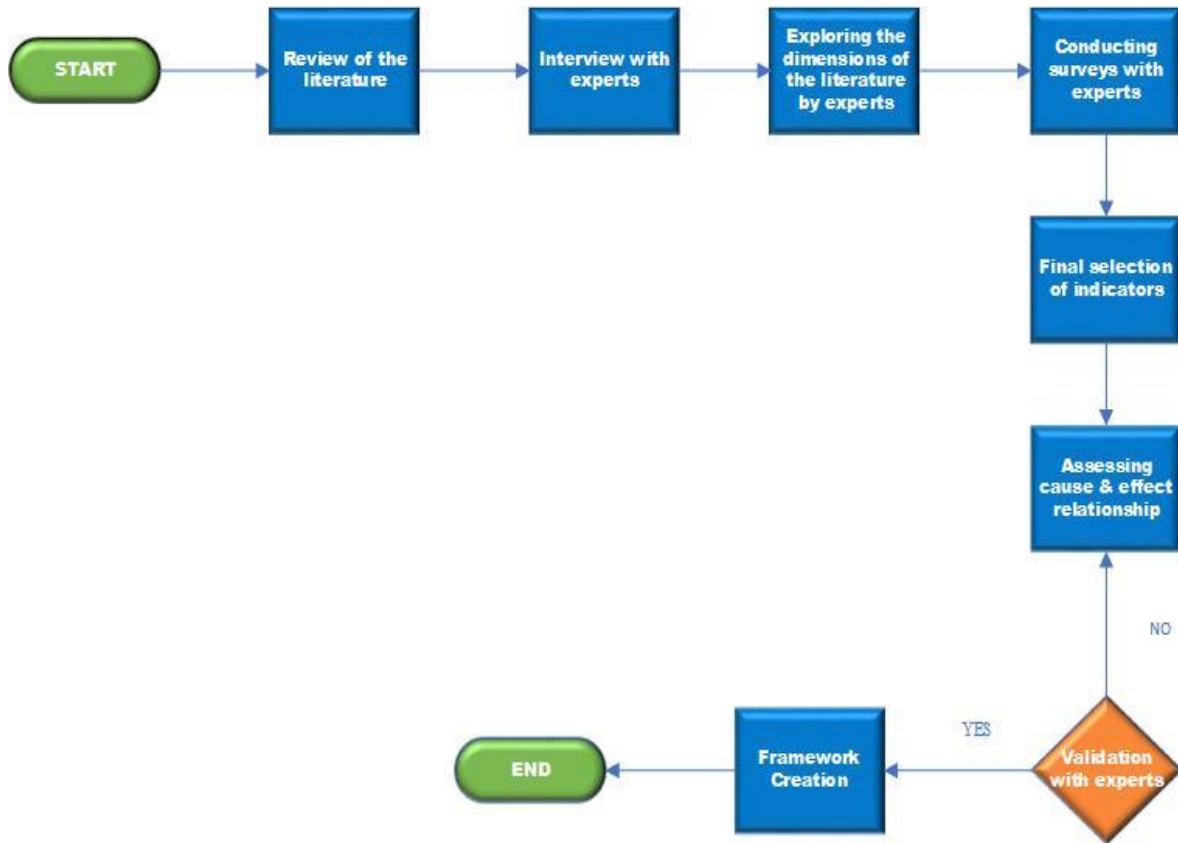 START
Review of the
literature
Interview with
experts
Exploring the
dimensions of
the literature
by experts
Conducting
surveys with
experts
Final selection
of indicators
Assessing
cause & effect
relationship
NO
Validation
with experts
YES
Framework
Creation
END